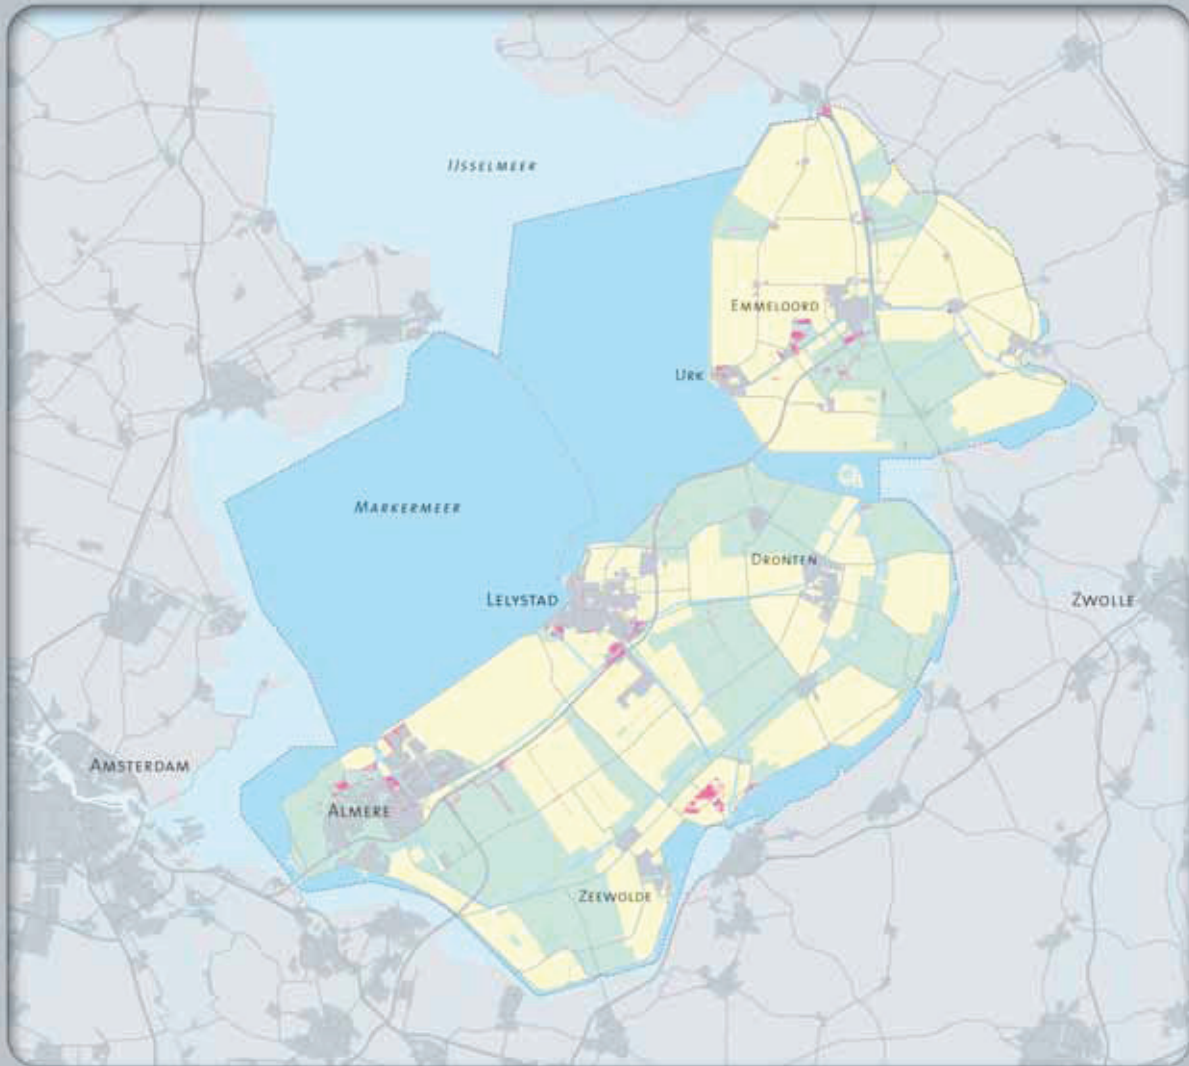 IJSSELMEER
EMMELOORD
URK
MARKERMEER
DRONTEN
LELYSTAD
ZWOLLE
AMSTERDAM
ALMERE
ZEEWOLDE